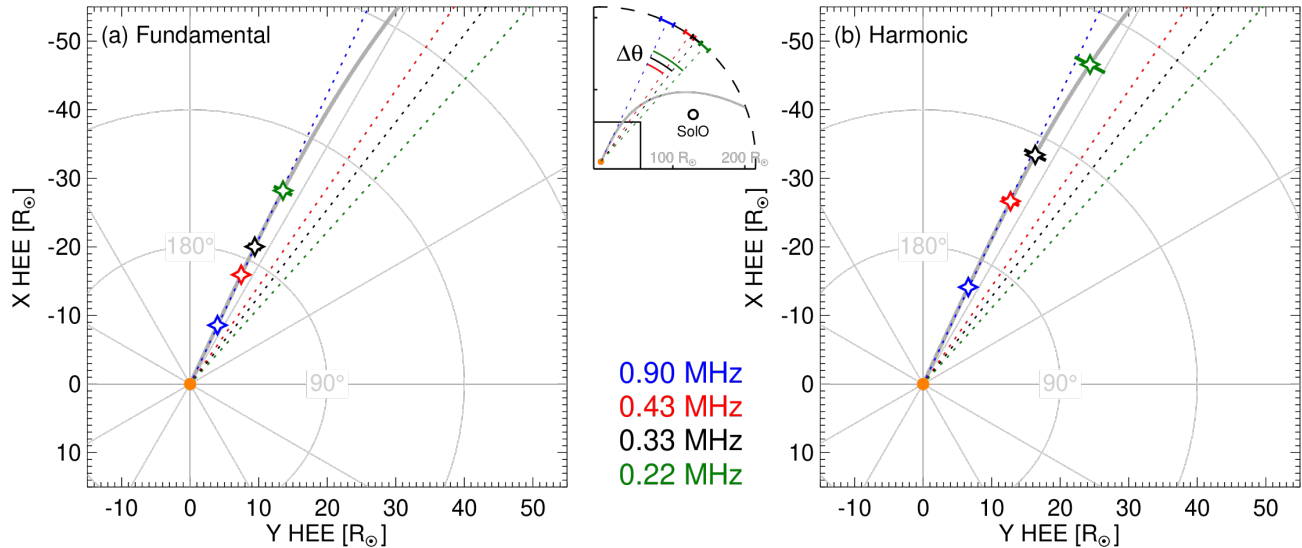 (a) Fundamental
X HEE [R☉]
-50
-40
-30
-20
-10
0
10
180°
90°
-10 0 10 20 30 40 50
Y HEE [R☉]
Δθ
SolO
100 R☉ 200 R☉
0.90 MHz
0.43 MHz
0.33 MHz
0.22 MHz
(b) Harmonic
X HEE [R☉]
-50
-40
-30
-20
-10
0
10
180°
90°
-10 0 10 20 30 40 50
Y HEE [R☉]